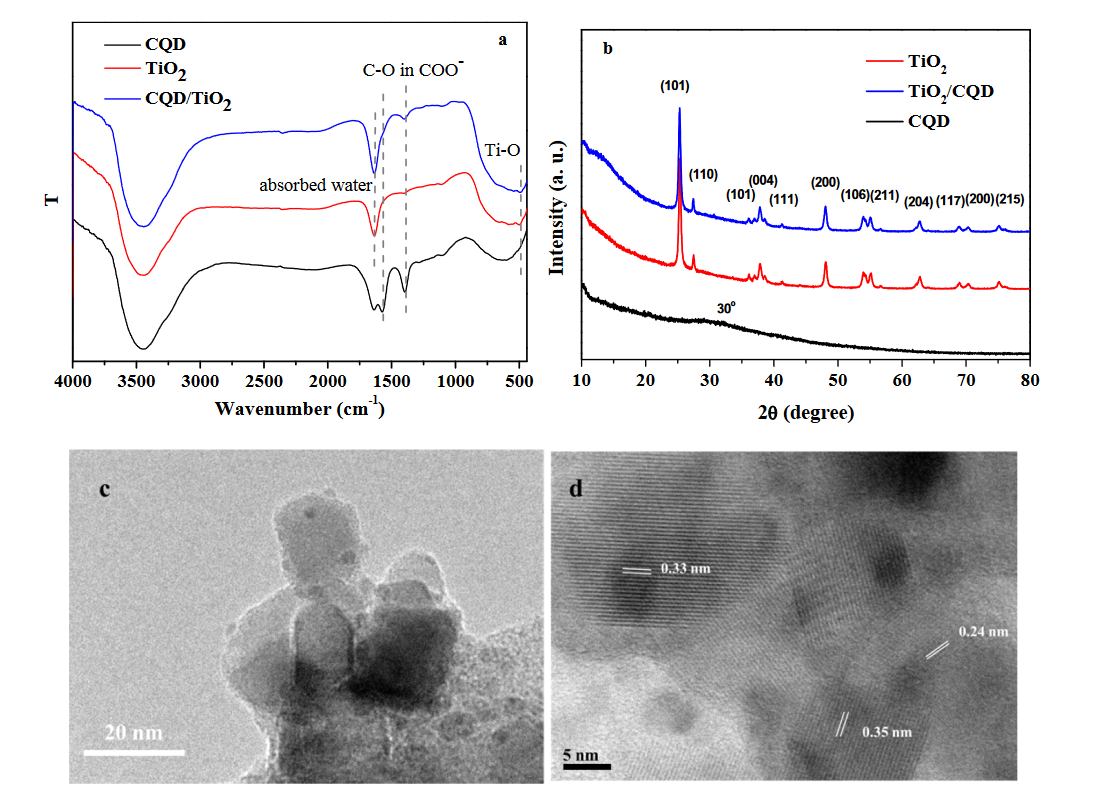 a
CQD
TiO₂
CQD/TiO₂
C-O in COO⁻
Ti-O
absorbed water
T
4000 3500 3000 2500 2000 1500 1000 500
Wavenumber (cm⁻¹)
b
TiO₂
TiO₂/CQD
CQD
(101)
(110)
(101)
(004)
(111)
(200)
(106)
(211)
(204)
(117)
(200)
(215)
30°
Intensity (a. u.)
10 20 30 40 50 60 70 80
2θ (degree)
c
20 nm
d
0.33 nm
0.24 nm
0.35 nm
5 nm